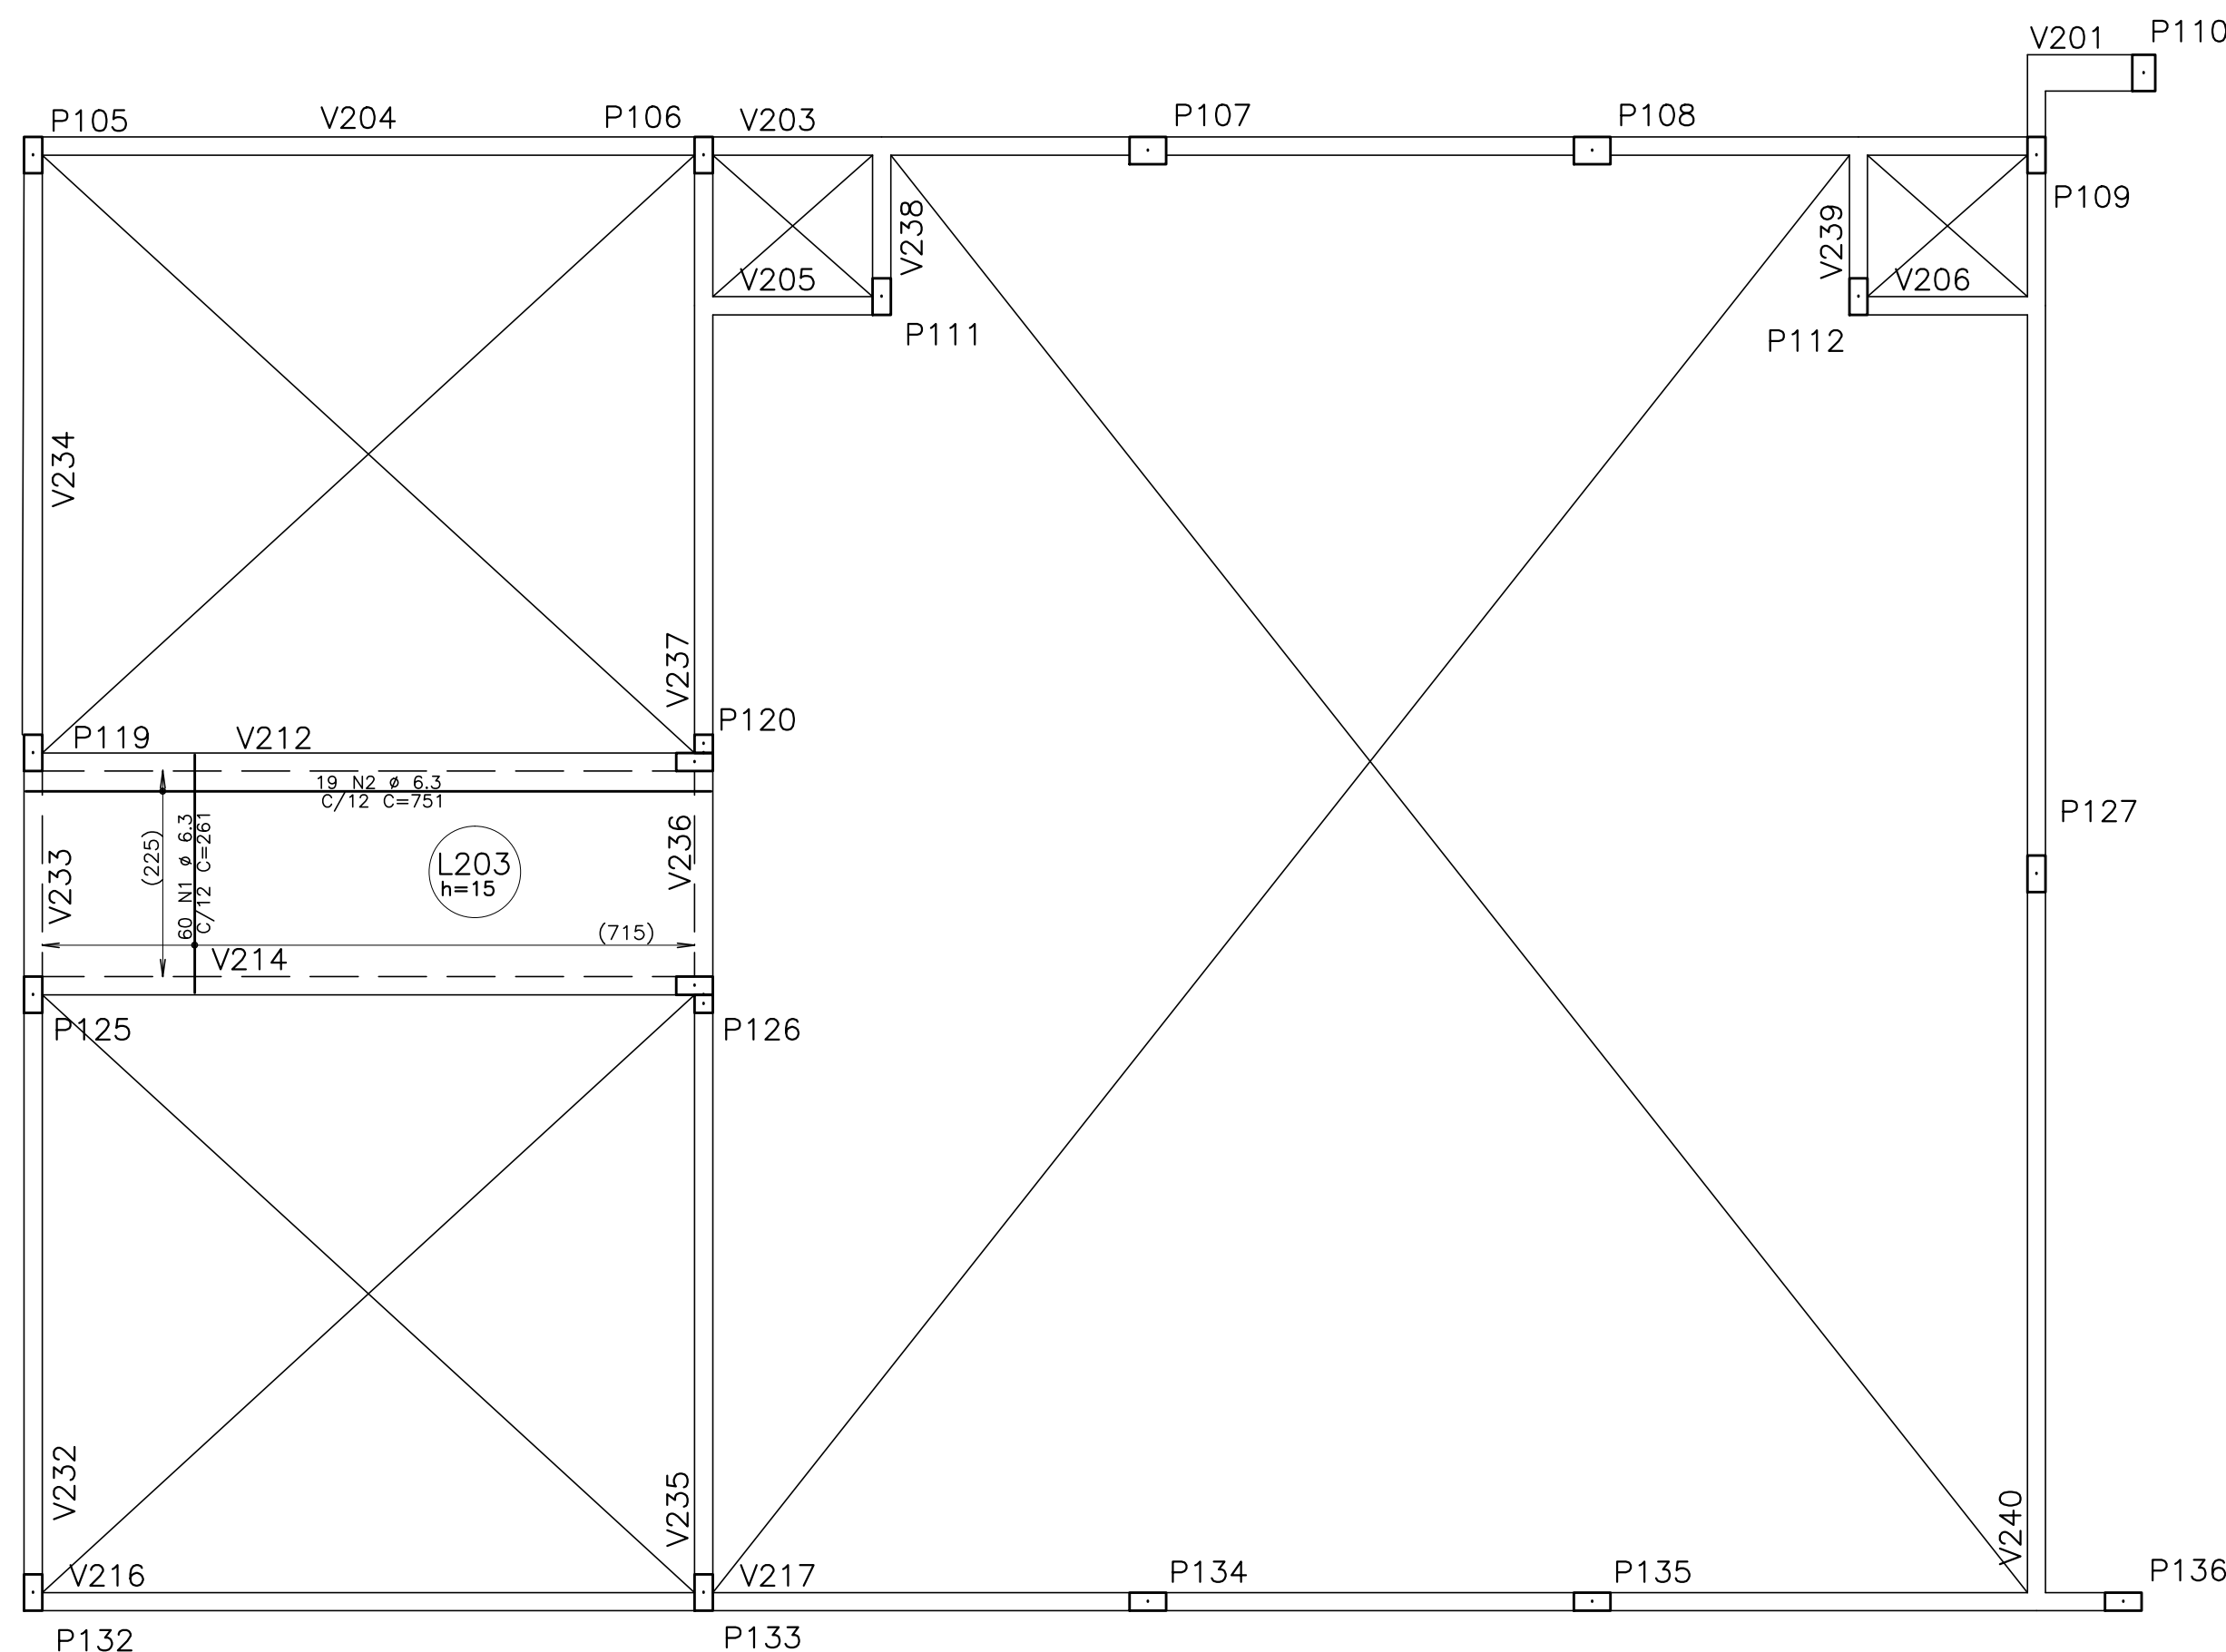 V201
P110
P105
V204
P106
V203
P107
P108
P109
V238
V239
V205
V206
P111
P112
V234
V237
P120
P119
V212
19 N2 ø 6.3
C/12 C=751
(225)
60 N1 ø 6.3
C/12 C=261
L203
h=15
V233
V236
P127
(715)
V214
P125
P126
V232
V235
V240
V216
V217
P134
P135
P136
P132
P133